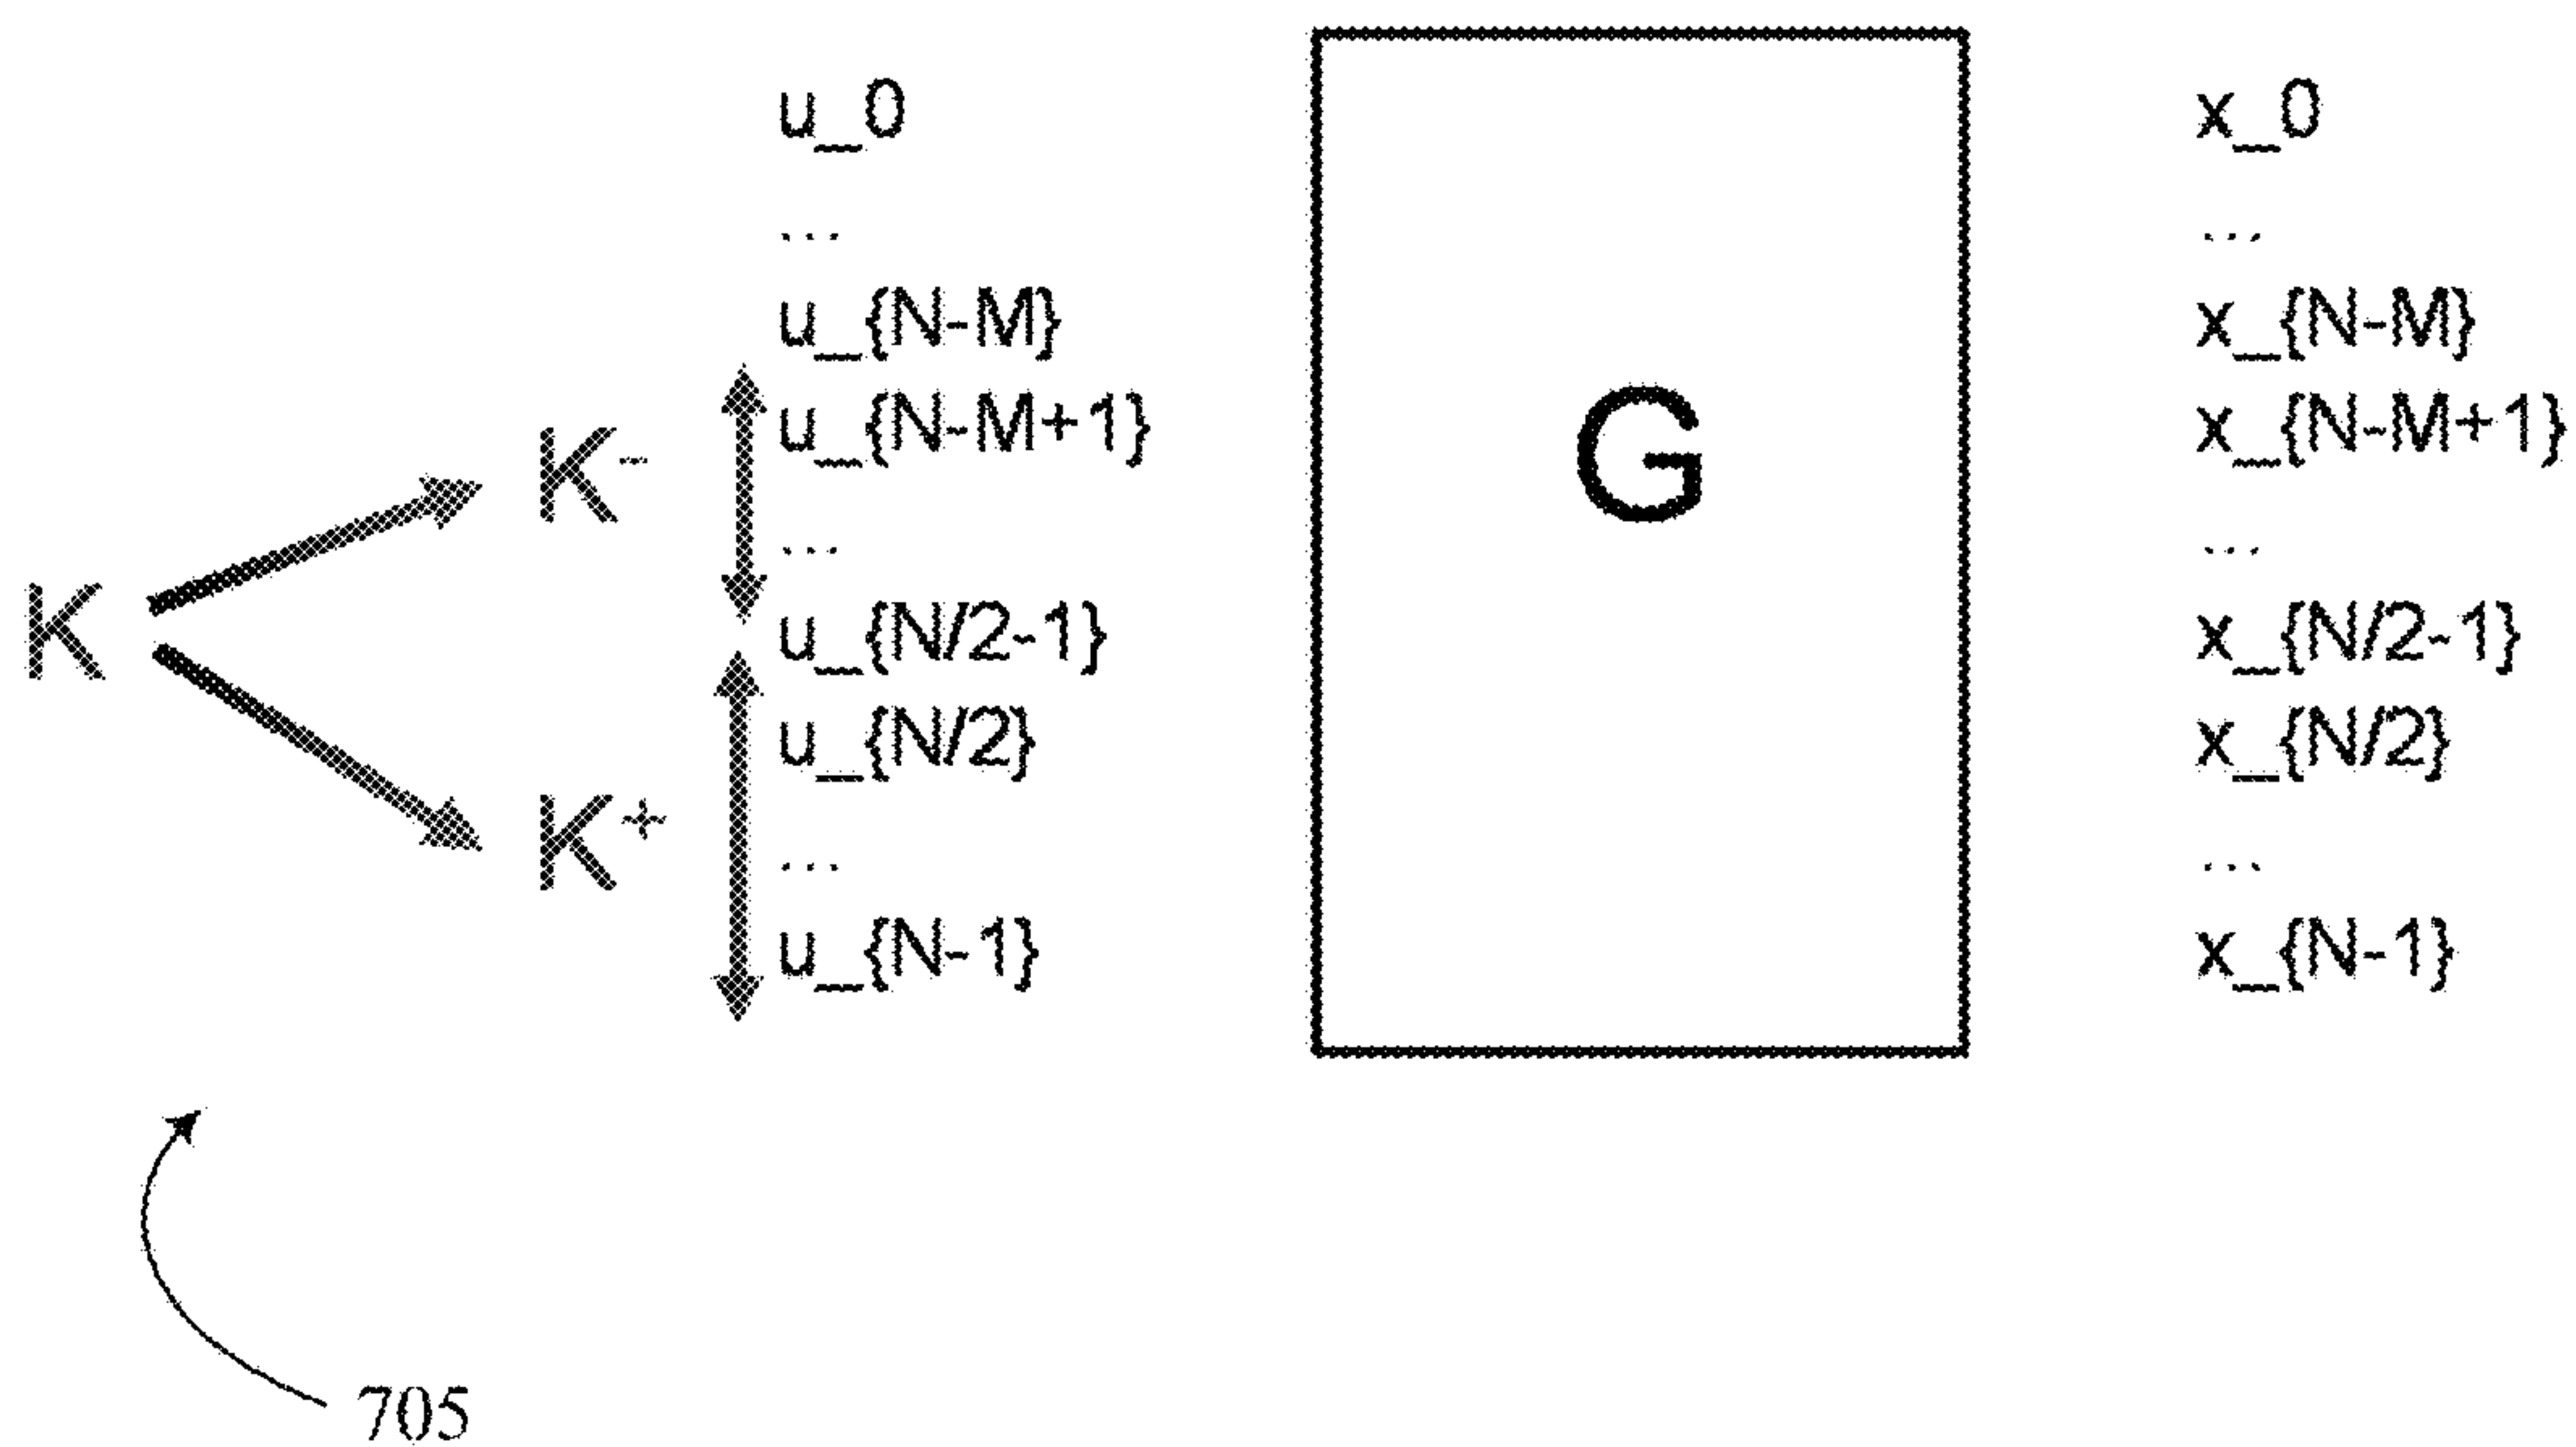 u_0
...
u_{N-M}
u_{N-M+1}
...
u_{N/2-1}
u_{N/2}
...
u_{N-1}
K
K-
K+
G
x_0
...
x_{N-M}
x_{N-M+1}
...
x_{N/2-1}
x_{N/2}
...
x_{N-1}
705